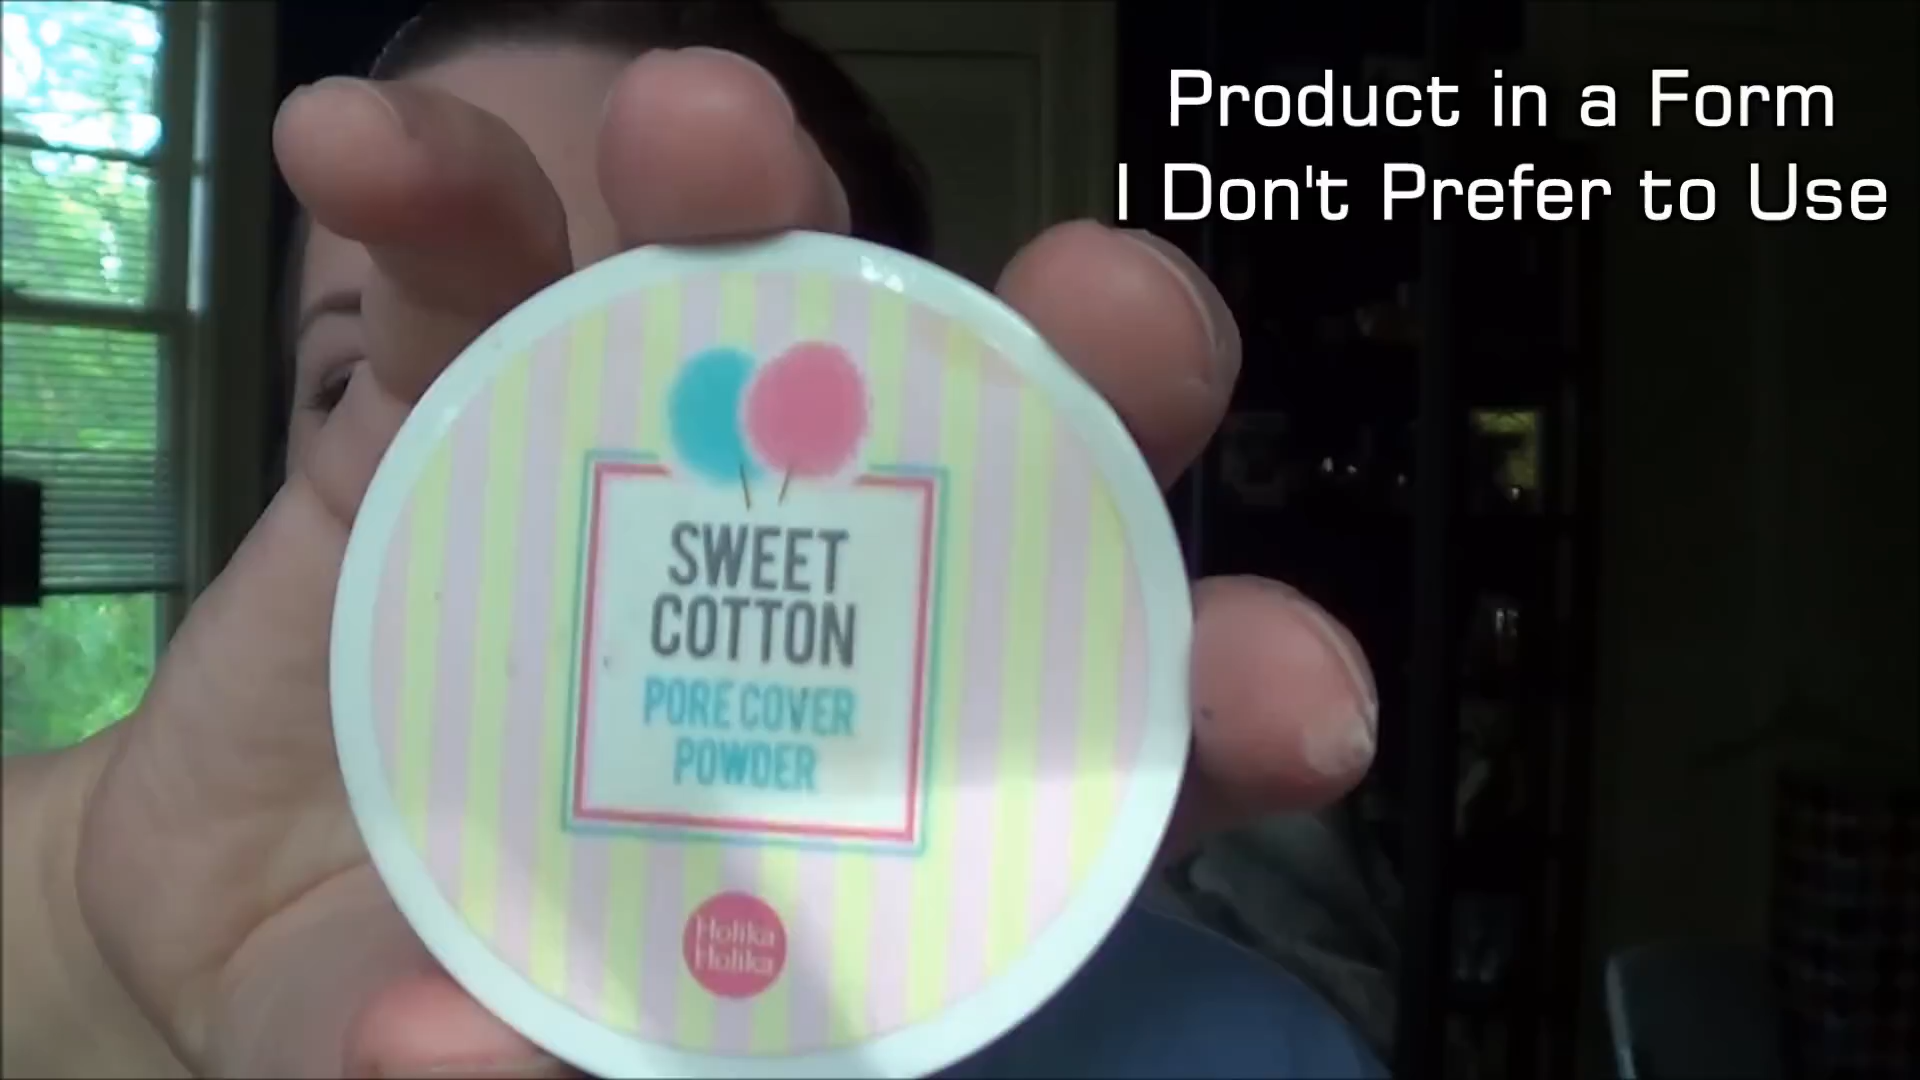 Product in a Form
I Don't Prefer to Use
SWEET
COTTON
PORE COVER
POWDER
Holika
Holika